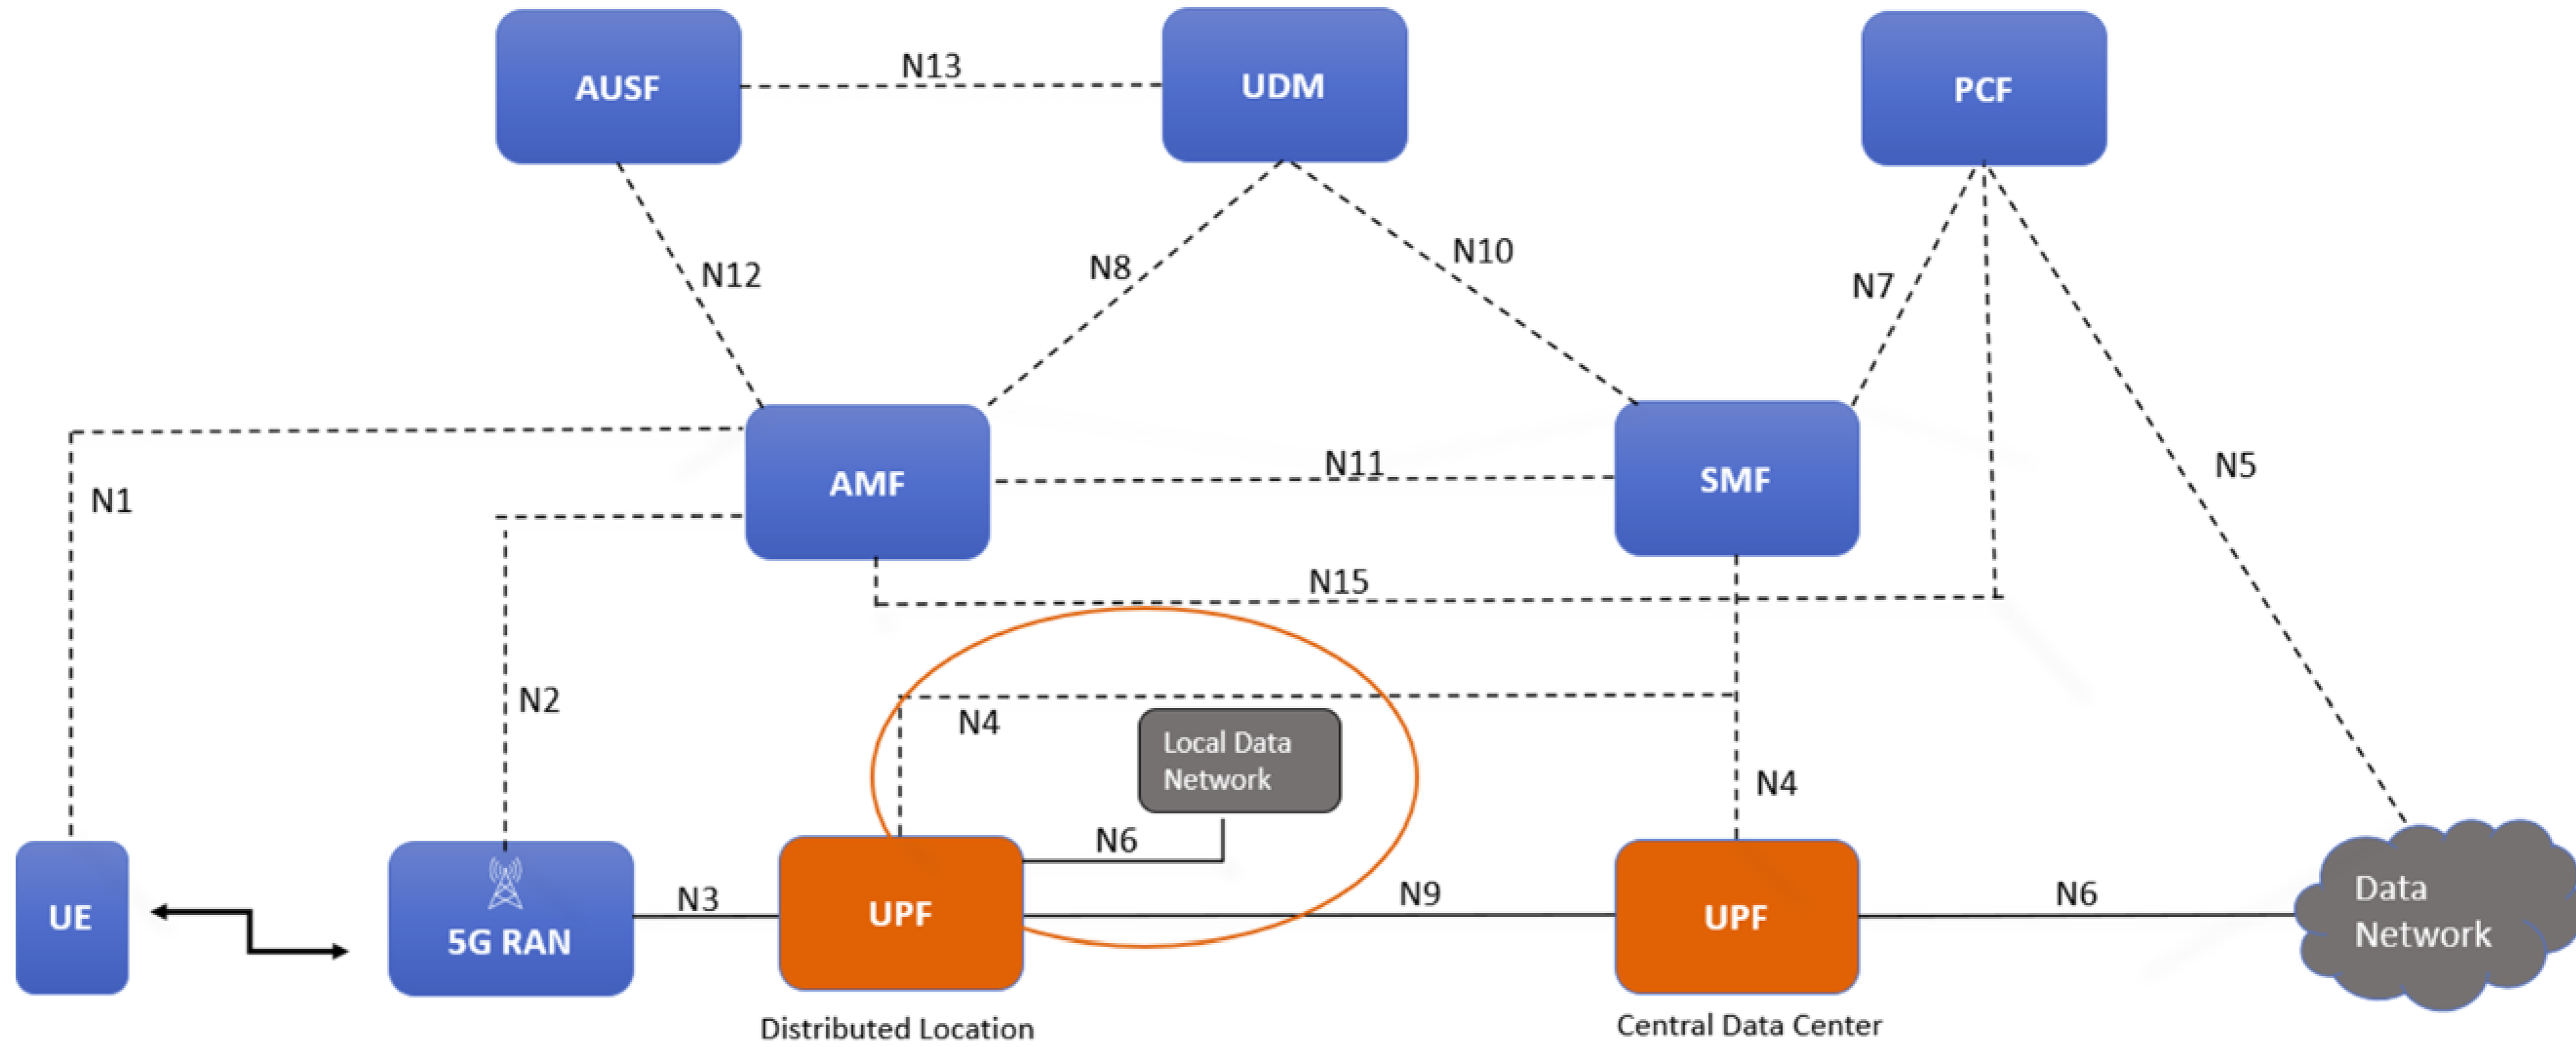 AUSF
N13
UDM
PCF
N12
N8
N10
N7
N1
AMF
N11
SMF
N5
N15
N2
N4
Local Data
Network
N4
UE
5G RAN
N3
UPF
N6
N9
UPF
N6
Data
Network
Distributed Location
Central Data Center